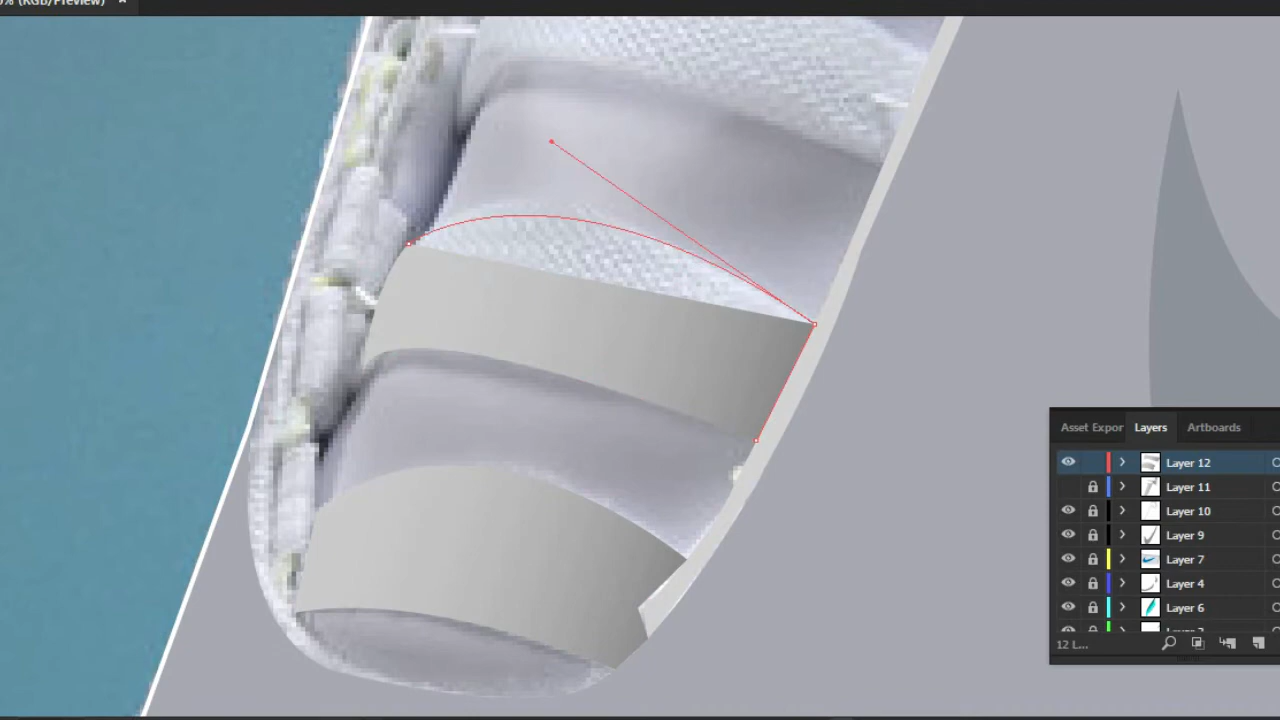 % (RGB/Preview) ×
Asset Expor Layers Artboards
Layer 12
Layer 11
Layer 10
Layer 9
Layer 7
Layer 4
Layer 6
12 L...